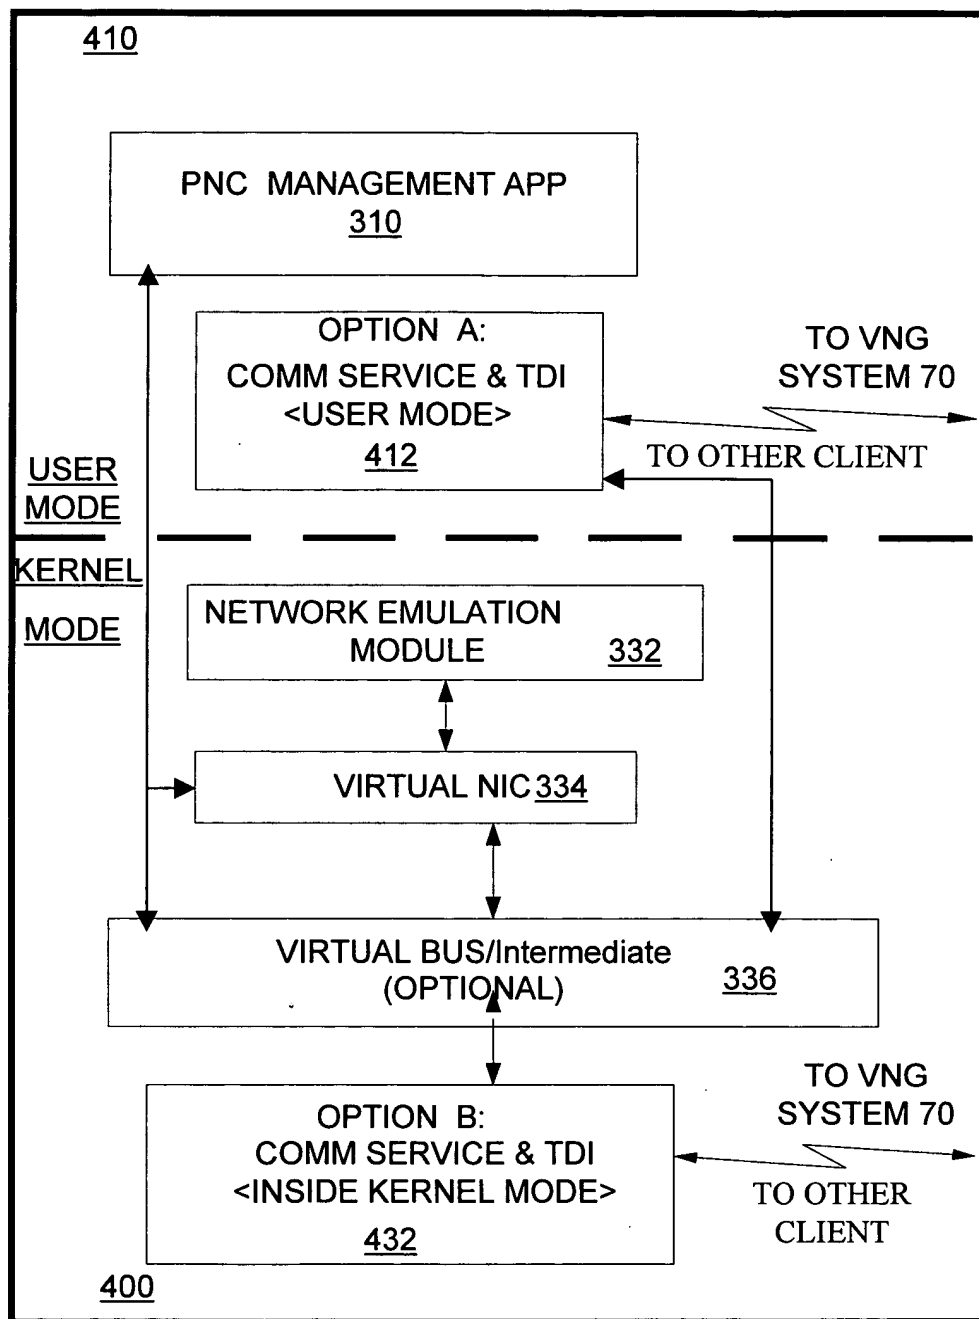 410
PNC MANAGEMENT APP
310
OPTION A:
COMM SERVICE & TDI
<USER MODE>
412
TO VNG
SYSTEM 70
TO OTHER CLIENT
USER
MODE
KERNEL
MODE
NETWORK EMULATION
MODULE 332
VIRTUAL NIC 334
VIRTUAL BUS/Intermediate
(OPTIONAL) 336
OPTION B:
COMM SERVICE & TDI
<INSIDE KERNEL MODE>
432
TO VNG
SYSTEM 70
TO OTHER
CLIENT
400